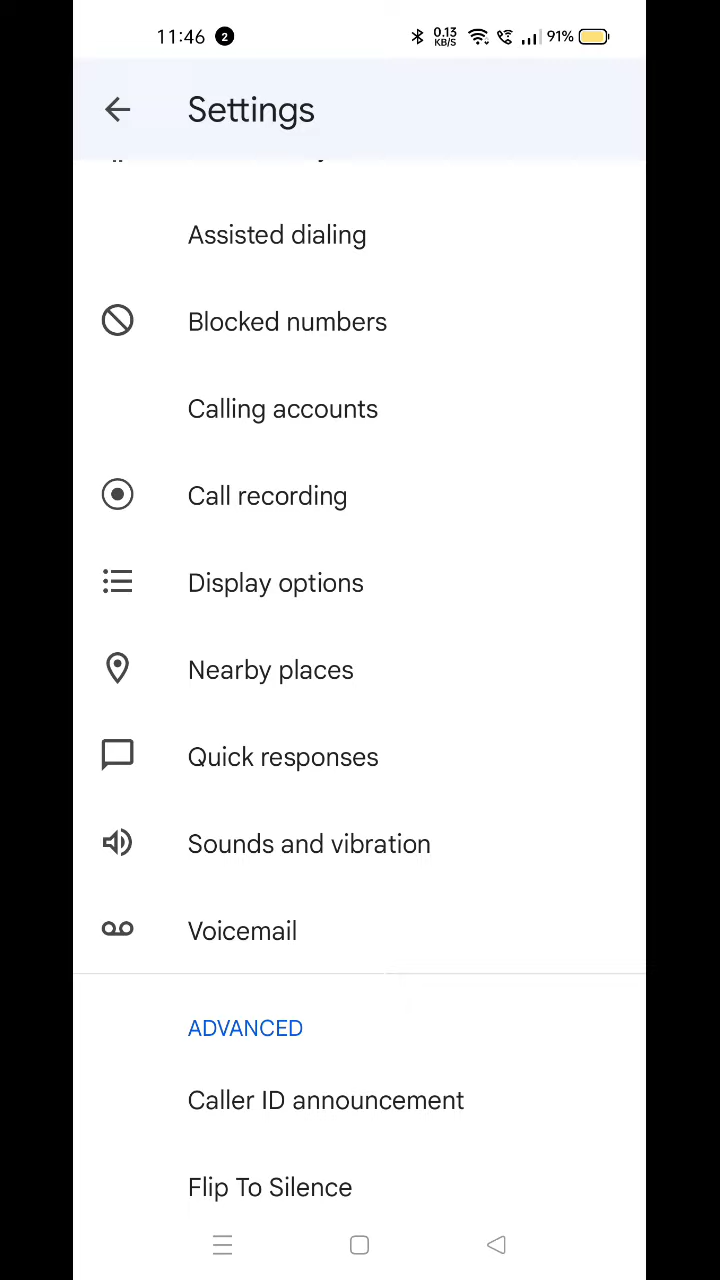 11:46 2 0.13 KB/S 91%
Settings
Assisted dialing
Blocked numbers
Calling accounts
Call recording
Display options
Nearby places
Quick responses
Sounds and vibration
Voicemail
ADVANCED
Caller ID announcement
Flip To Silence